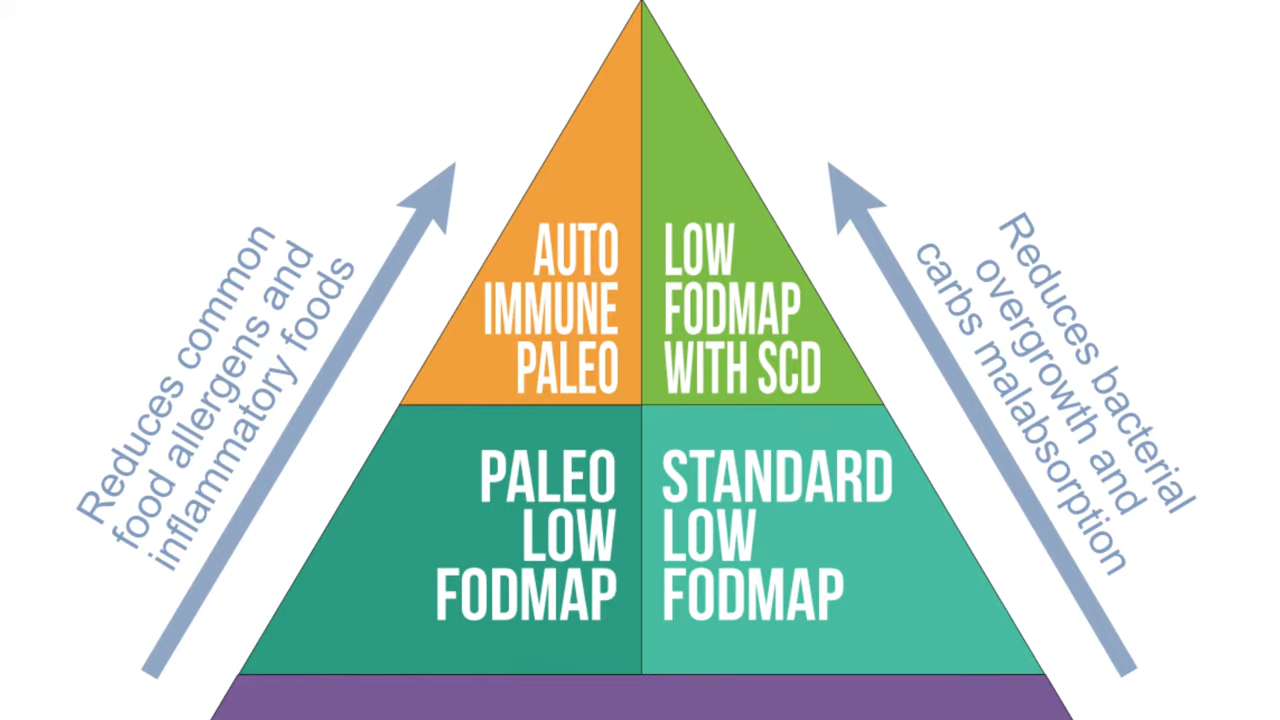 Reduces common
food allergens and
inflammatory foods
AUTO
IMMUNE
PALEO
LOW
FODMAP
WITH SCD
Reduces bacterial
overgrowth and
carbs malabsorption
PALEO
LOW
FODMAP
STANDARD
LOW
FODMAP